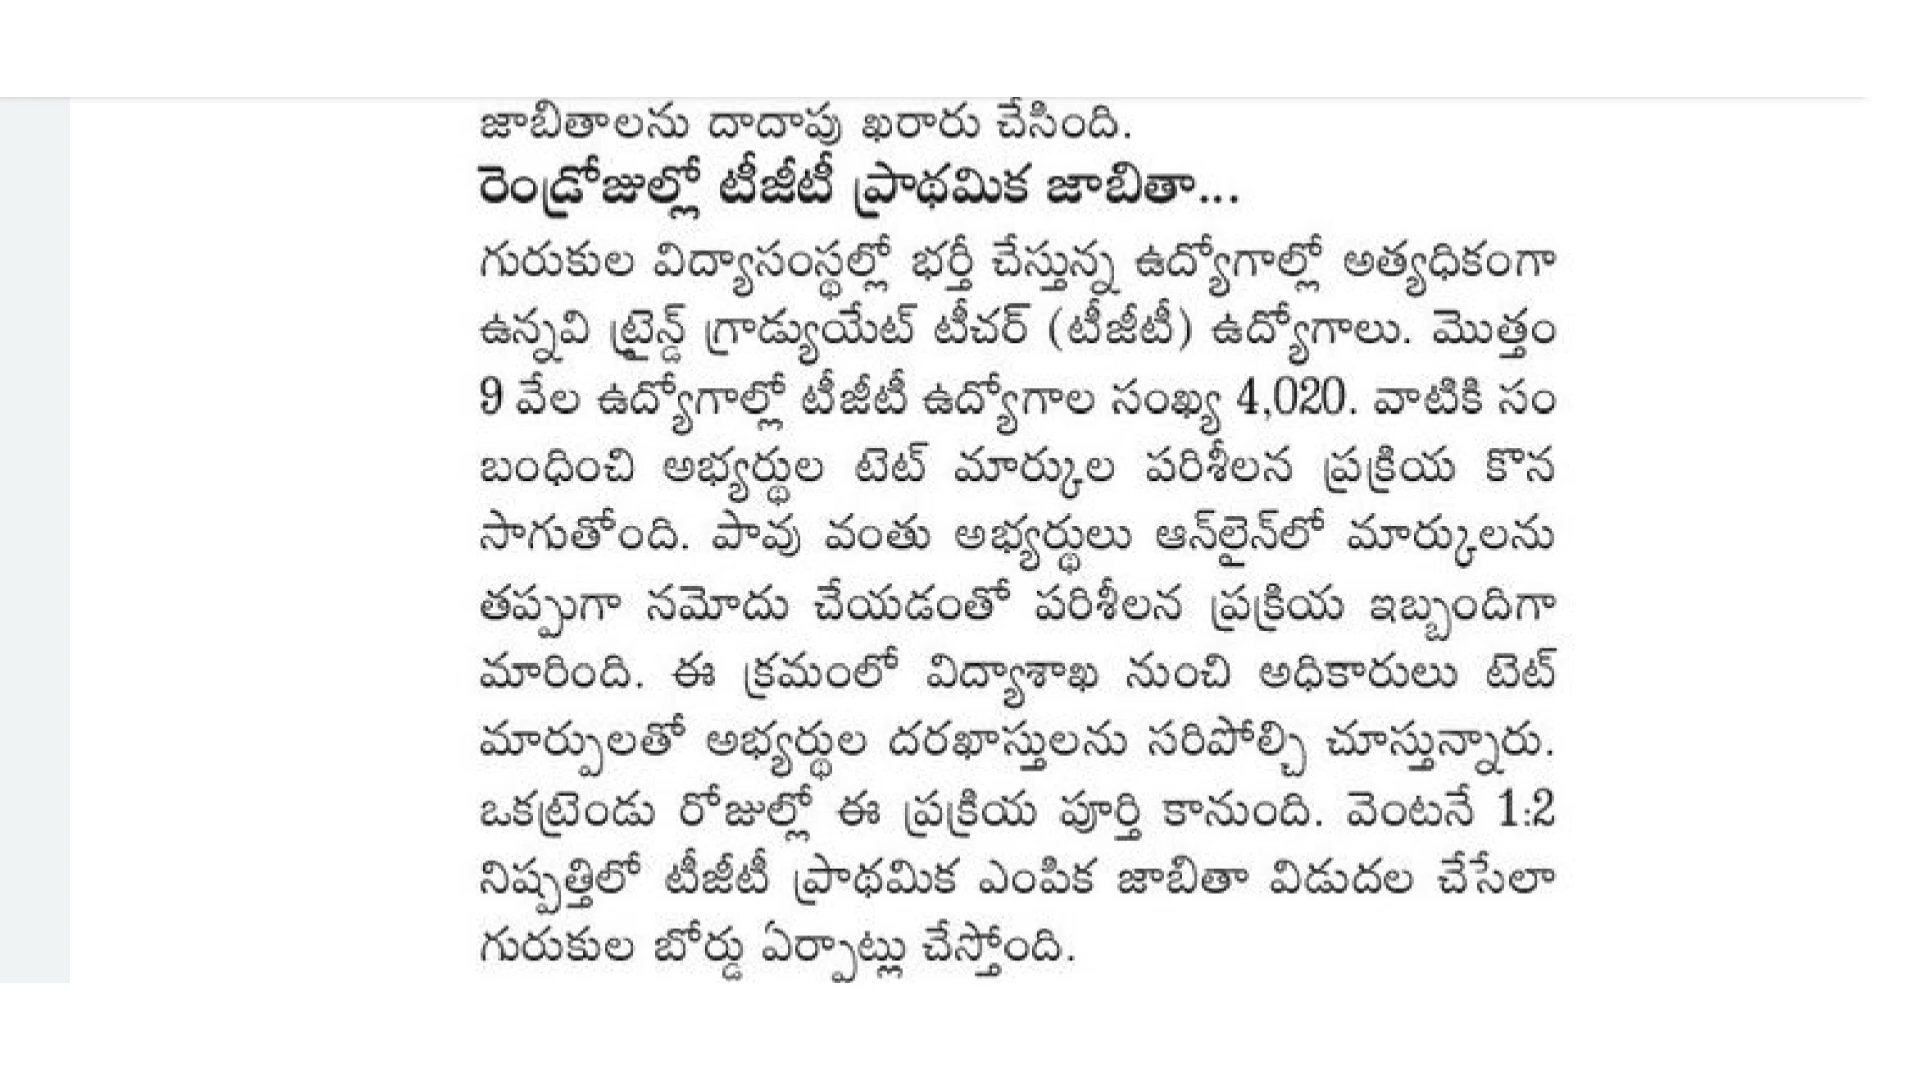 జాబితాలను దాదాపు ఖరారు చేసింది.
రెండ్రోజుల్లో టీజీటీ ప్రాథమిక జాబితా...
గురుకుల విద్యాసంస్థల్లో భర్తీ చేస్తున్న ఉద్యోగాల్లో అత్యధికంగా
ఉన్నవి ట్రైన్డ్ గ్రాడ్యుయేట్ టీచర్ (టీజీటీ) ఉద్యోగాలు. మొత్తం
9 వేల ఉద్యోగాల్లో టీజీటీ ఉద్యోగాల సంఖ్య 4,020. వాటికి సం
బంధించి అభ్యర్థుల టెట్ మార్కుల పరిశీలన ప్రక్రియ కొన
సాగుతోంది. పావు వంతు అభ్యర్థులు ఆన్‌లైన్‌లో మార్కులను
తప్పుగా నమోదు చేయడంతో పరిశీలన ప్రక్రియ ఇబ్బందిగా
మారింది. ఈ క్రమంలో విద్యాశాఖ నుంచి అధికారులు టెట్
మార్పులతో అభ్యర్థుల దరఖాస్తులను సరిపోల్చి చూస్తున్నారు.
ఒకట్రెండు రోజుల్లో ఈ ప్రక్రియ పూర్తి కానుంది. వెంటనే 1:2
నిష్పత్తిలో టీజీటీ ప్రాథమిక ఎంపిక జాబితా విడుదల చేసేలా
గురుకుల బోర్డు ఏర్పాట్లు చేస్తోంది.